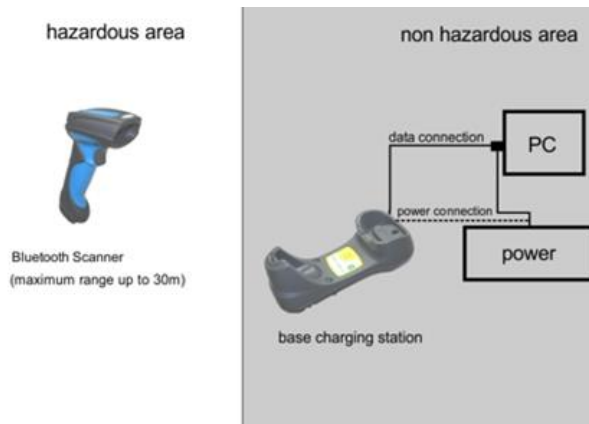 hazardous area
non hazardous area
data connection
PC
power connection
power
Bluetooth Scanner
(maximum range up to 30m)
base charging station